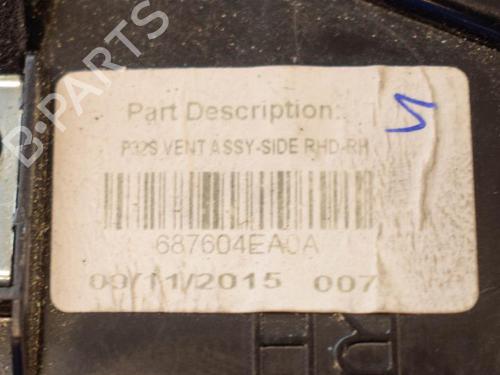 B-PARTS
Part Description:
P32S VENT ASSY-SIDE RHD-RH
687604EA0A
09/11/2015 007
R